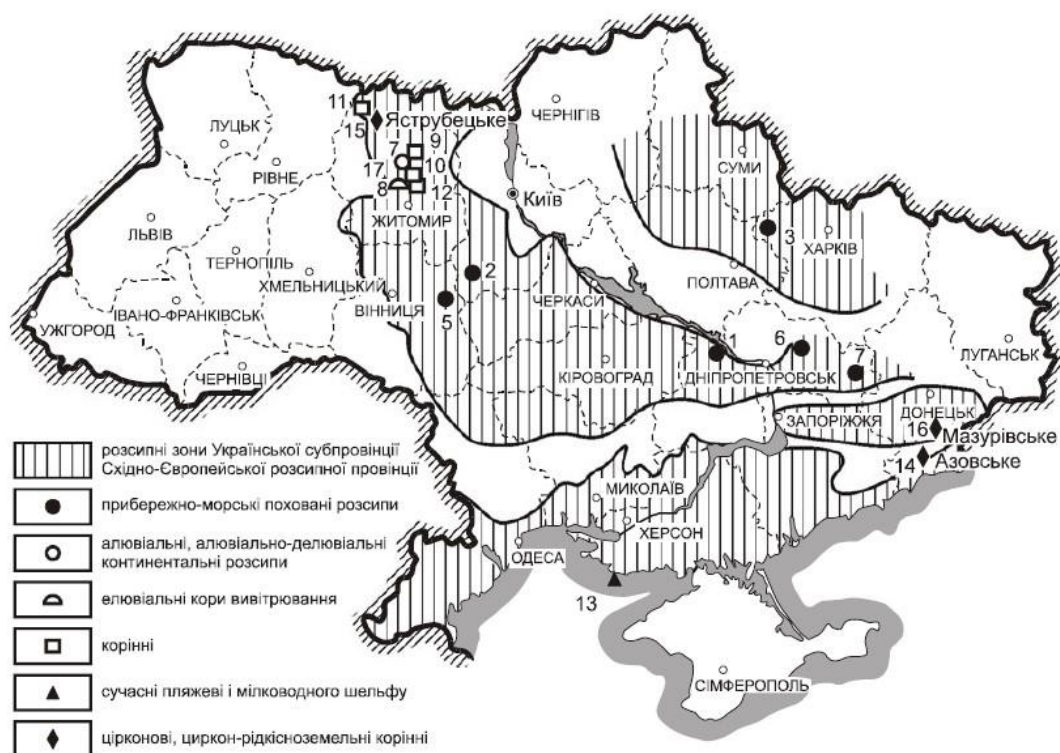 ЧЕРНІГІВ
11
ЛУЦЬК
15
Яструбецьке
СУМИ
7
9
РІВНЕ
17
10
8
12
Київ
ЖИТОМИР
ЛЬВІВ
3
ХАРКІВ
ТЕРНОПІЛЬ
2
ПОЛТАВА
ХМЕЛЬНИЦЬКИЙ
ЧЕРКАСИ
ВІННИЦЯ
ІВАНО-ФРАНКІВСЬК
5
УЖГОРОД
1
6
7
ЛУГАНСЬК
ЧЕРНІВЦІ
КІРОВОГРАД
ДНІПРОПЕТРОВСЬК
ДОНЕЦЬК
ЗАПОРІЖЖЯ
16
Мазурівське
14
Азовське
МИКОЛАЇВ
ХЕРСОН
ОДЕСА
13
СІМФЕРОПОЛЬ
розсипні зони Української субпровінції
Східно-Європейської розсипної провінції
прибережно-морські поховані розсипи
алювіальні, алювіально-делювіальні
континентальні розсипи
елювіальні кори вивітрювання
корінні
сучасні пляжеві і мілководного шельфу
цірконові, циркон-рідкісноземельні корінні